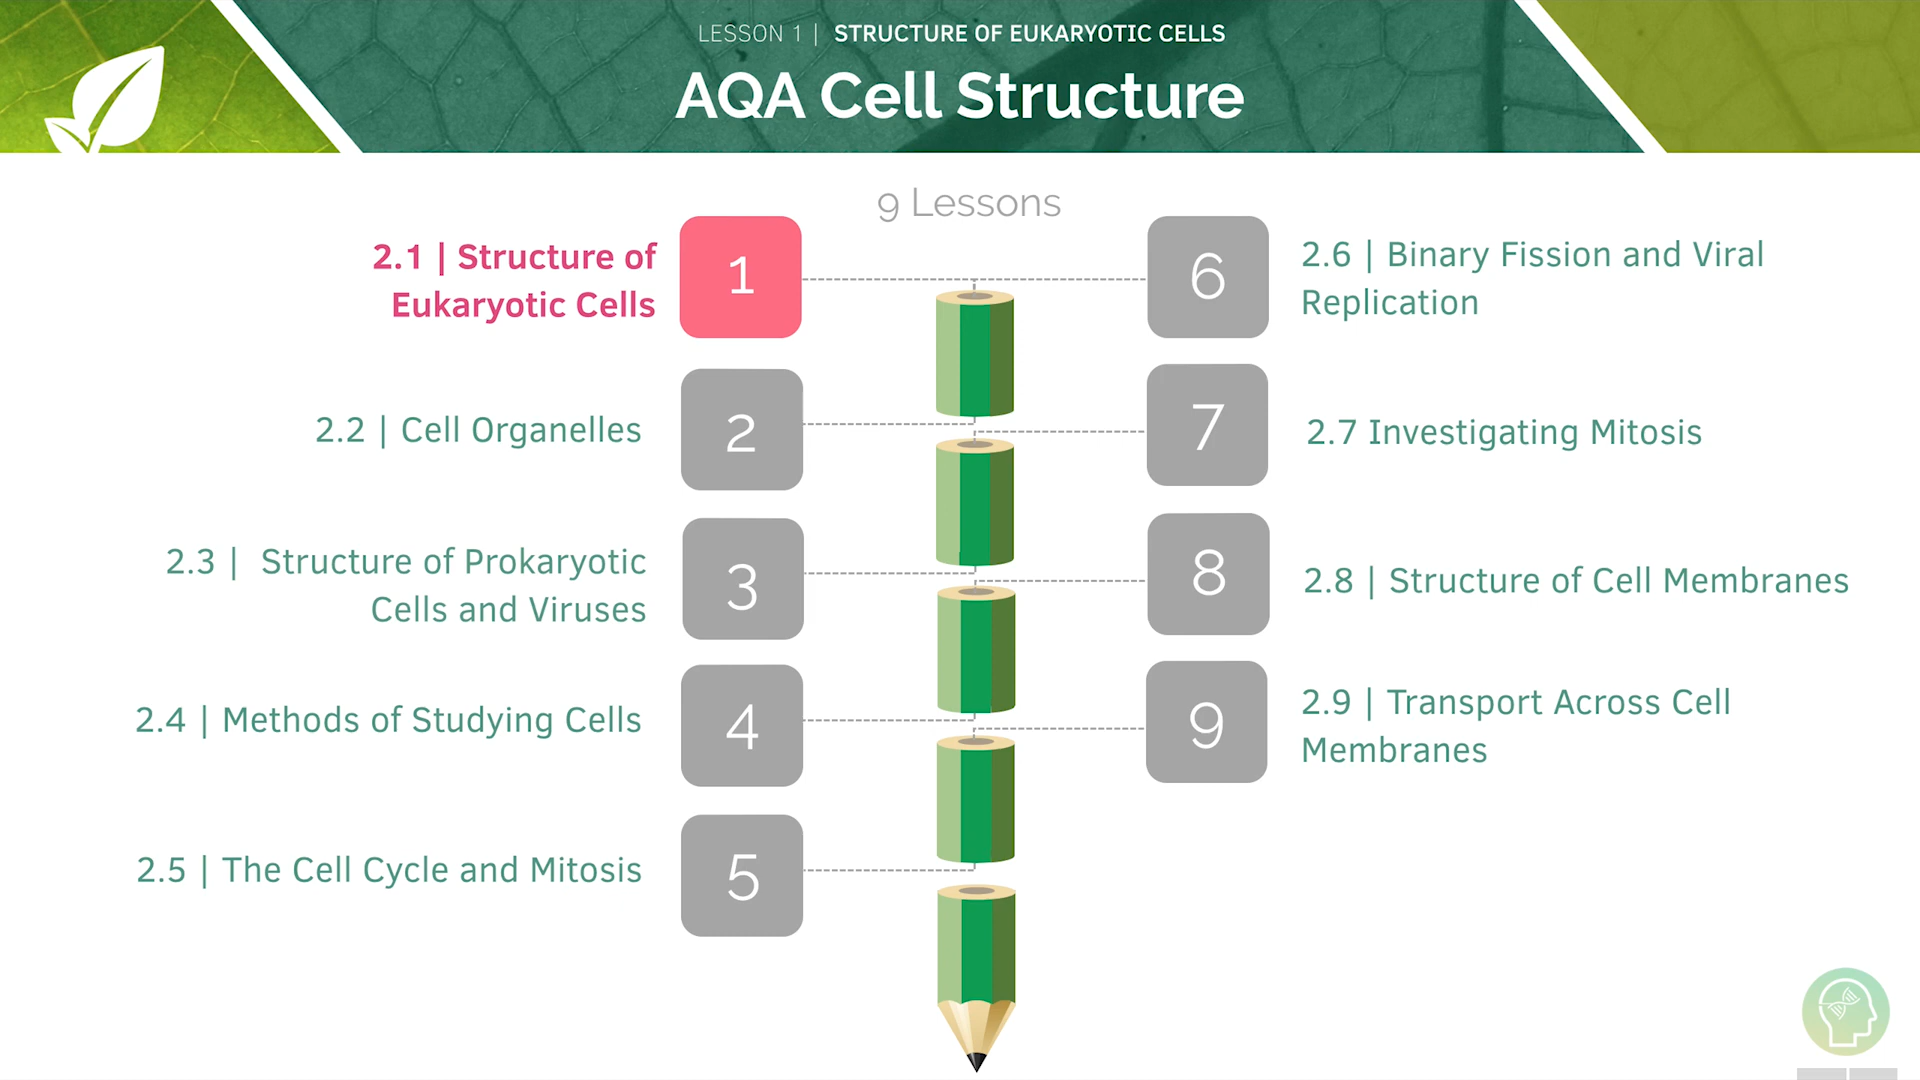 LESSON 1 | STRUCTURE OF EUKARYOTIC CELLS
AQA Cell Structure
9 Lessons
2.1 | Structure of
Eukaryotic Cells
1
2.2 | Cell Organelles
2
2.3 | Structure of Prokaryotic
Cells and Viruses
3
2.4 | Methods of Studying Cells
4
2.5 | The Cell Cycle and Mitosis
5
6
2.6 | Binary Fission and Viral
Replication
7
2.7 Investigating Mitosis
8
2.8 | Structure of Cell Membranes
9
2.9 | Transport Across Cell
Membranes